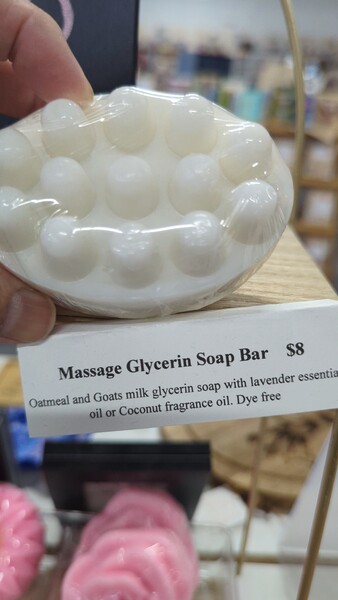 Massage Glycerin Soap Bar $8
Oatmeal and Goats milk glycerin soap with lavender essentia
oil or Coconut fragrance oil. Dye free